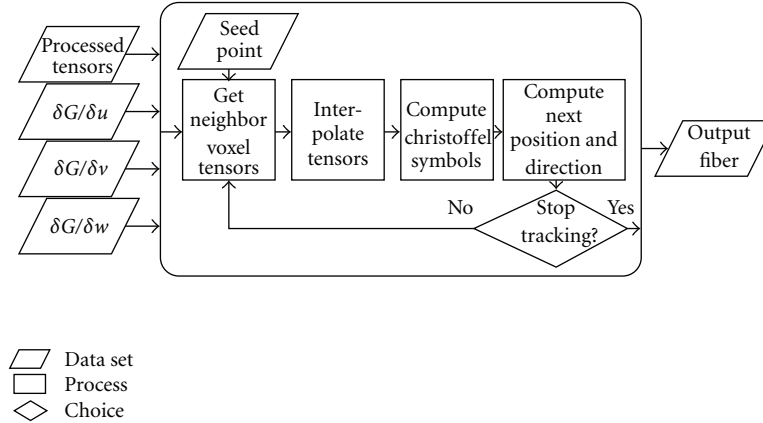 Processed
tensors
δG/δu
δG/δv
δG/δw
Seed
point
Get
neighbor
voxel
tensors
Inter-
polate
tensors
Compute
christoffel
symbols
Compute
next
position and
direction
No
Stop
tracking?
Yes
Output
fiber
Data set
Process
Choice